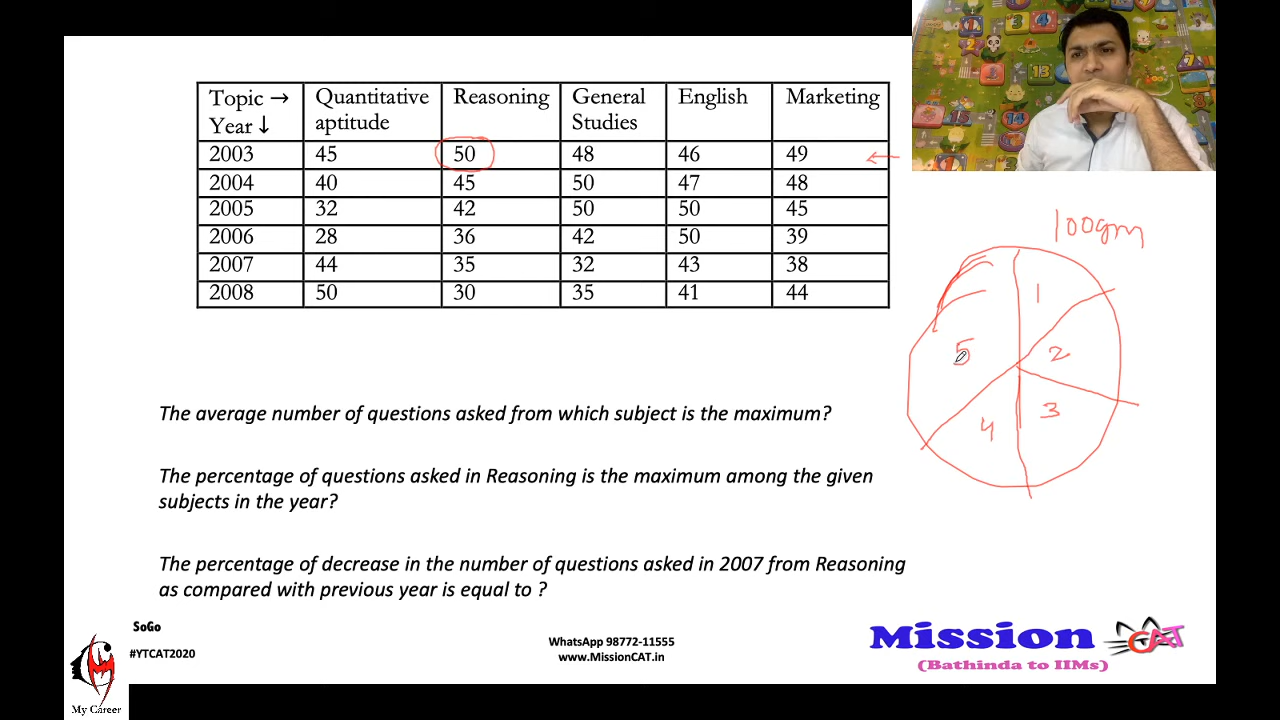 Topic → Quantitative aptitude Reasoning General Studies English Marketing
Year ↓
2003 45 50 48 46 49
2004 40 45 50 47 48
2005 32 42 50 50 45
2006 28 36 42 50 39
2007 44 35 32 43 38
2008 50 30 35 41 44
100gm
1
2
3
4
5
The average number of questions asked from which subject is the maximum?
The percentage of questions asked in Reasoning is the maximum among the given
subjects in the year?
The percentage of decrease in the number of questions asked in 2007 from Reasoning
as compared with previous year is equal to ?
SoGo
#YTCAT2020
WhatsApp 98772-11555
www.MissionCAT.in
Mission CAT
(Bathinda to IIMs)
My Career